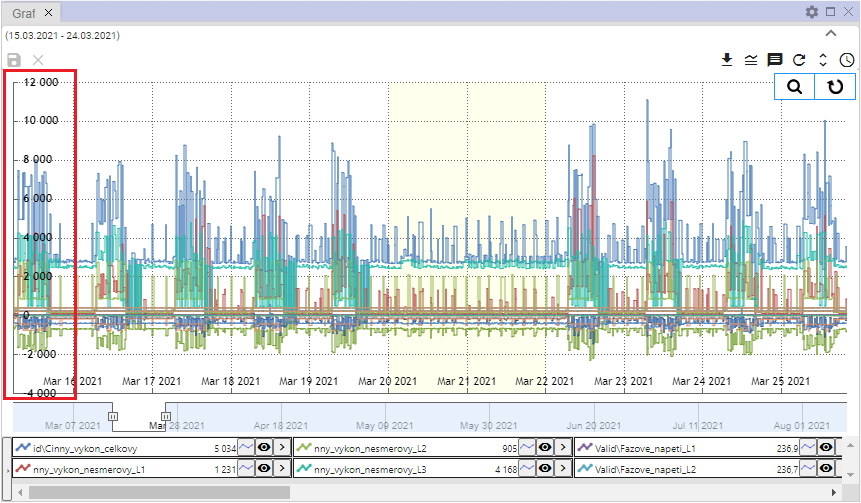 Graf
(15.03.2021 - 24.03.2021)
12 000
10 000
8 000
6 000
4 000
2 000
0
-2 000
-4 000
Mar 16 2021 Mar 17 2021 Mar 18 2021 Mar 19 2021 Mar 20 2021 Mar 21 2021 Mar 22 2021 Mar 23 2021 Mar 24 2021 Mar 25 2021
Mar 07 2021 Mar 28 2021 Apr 18 2021 May 09 2021 May 30 2021 Jun 20 2021 Jul 11 2021 Aug 01 2021
id\Cinny_vykon_celkovy 5 034 nny_vykon_nesmerovy_L2 905 Valid\Fazove_napeti_L1 236,9
nny_vykon_nesmerovy_L1 1 231 nny_vykon_nesmerovy_L3 4 168 Valid\Fazove_napeti_L2 236,7